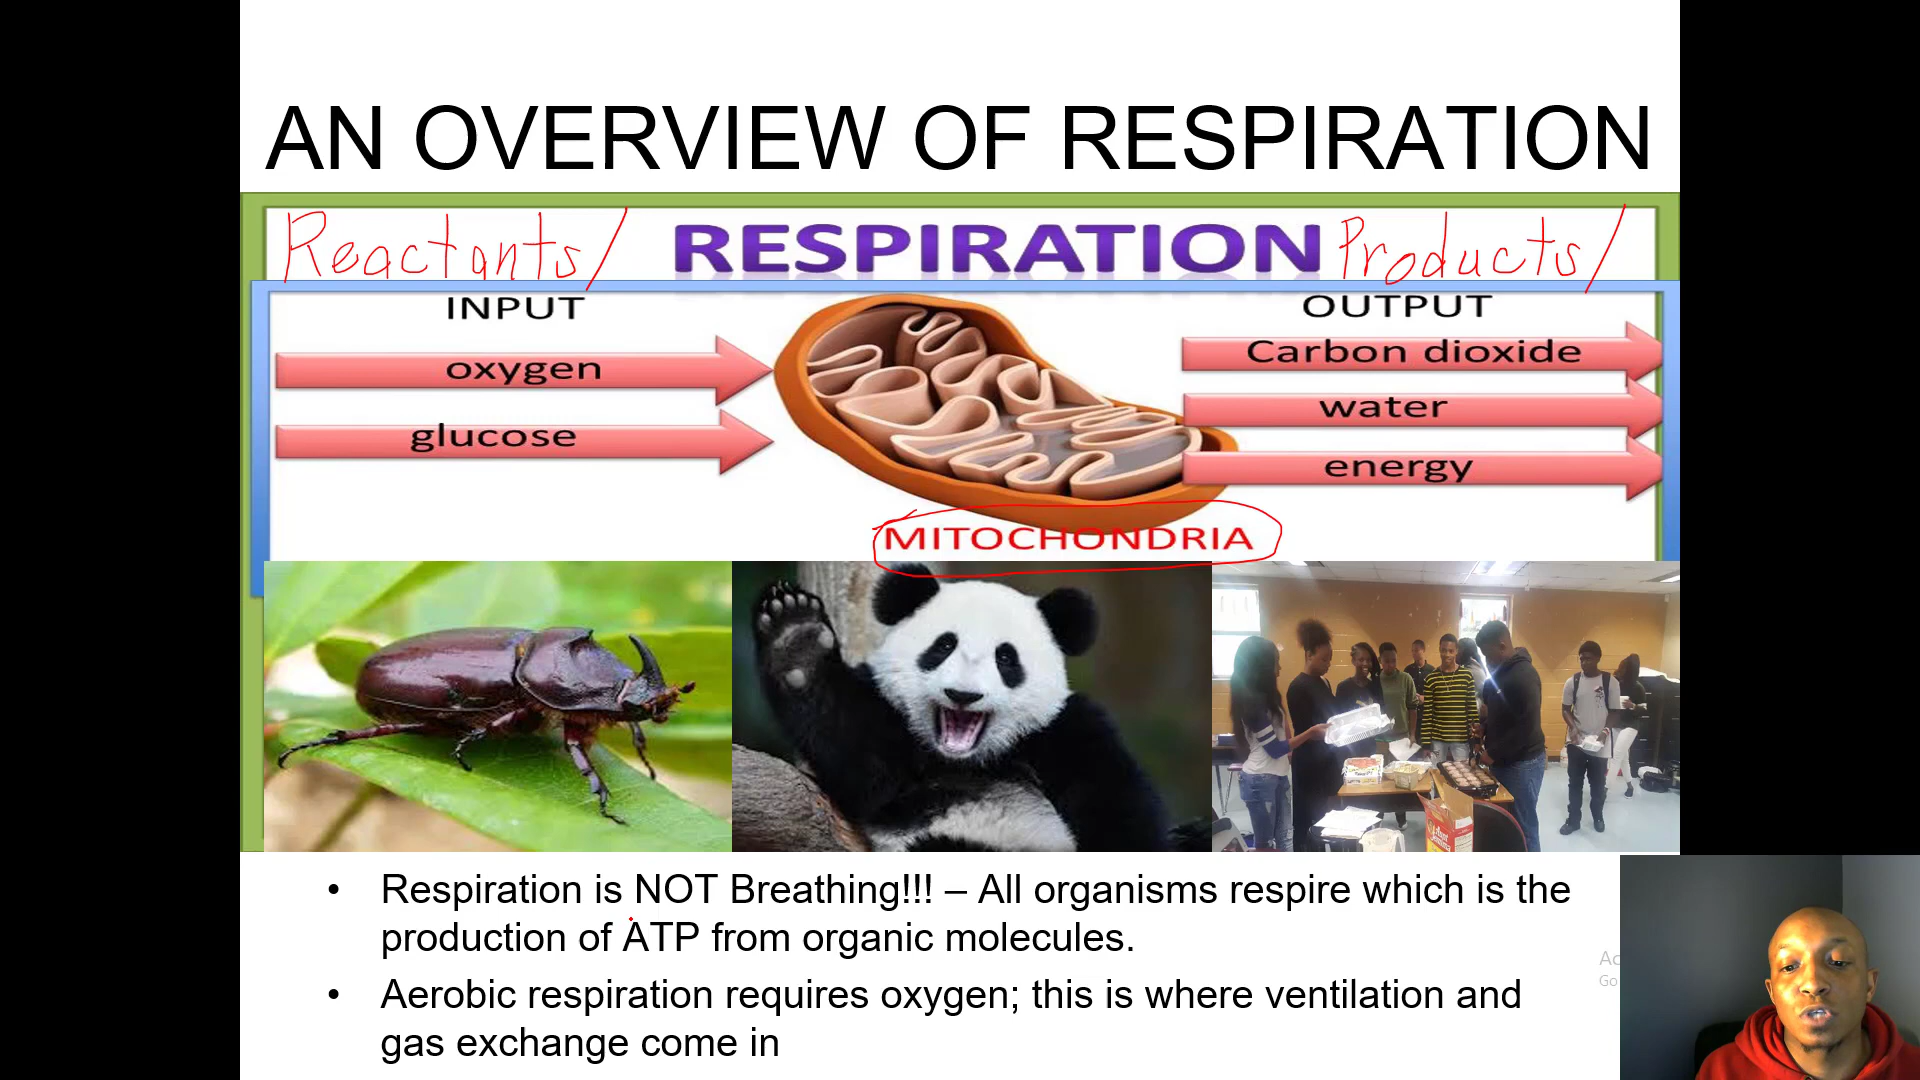 AN OVERVIEW OF RESPIRATION
Reactants/ RESPIRATION Products/
INPUT OUTPUT
oxygen
glucose
Carbon dioxide
water
energy
MITOCHONDRIA
• Respiration is NOT Breathing!!! – All organisms respire which is the
production of ATP from organic molecules.
• Aerobic respiration requires oxygen; this is where ventilation and
gas exchange come in
Go